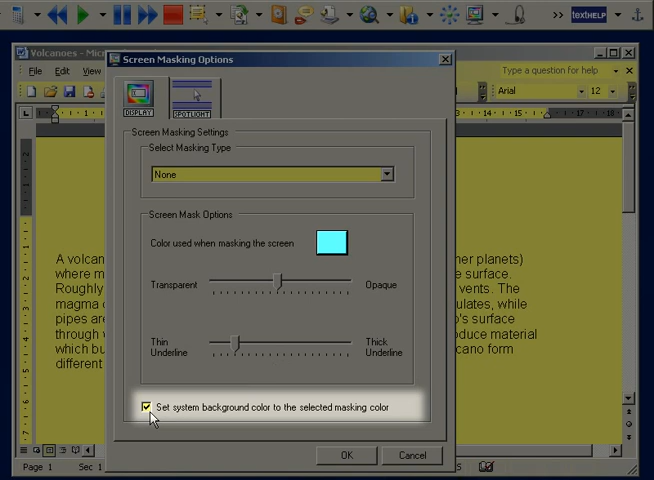 textHELP
Volcanoes - Micr
Screen Masking Options
File Edit View
Type a question for help
Arial
12
DISPLAY
SPOTLIGHT
Screen Masking Settings
Select Masking Type
None
Screen Mask Options
Color used when masking the screen
Transparent
Opaque
Thin
Underline
Thick
Underline
Set system background color to the selected masking color
OK
Cancel
A volcan
her planets)
where m
e surface.
Roughly
vents. The
magma
ulates, while
pipes are
o's surface
through
duce material
which bu
cano form
different
Page 1 Sec 1